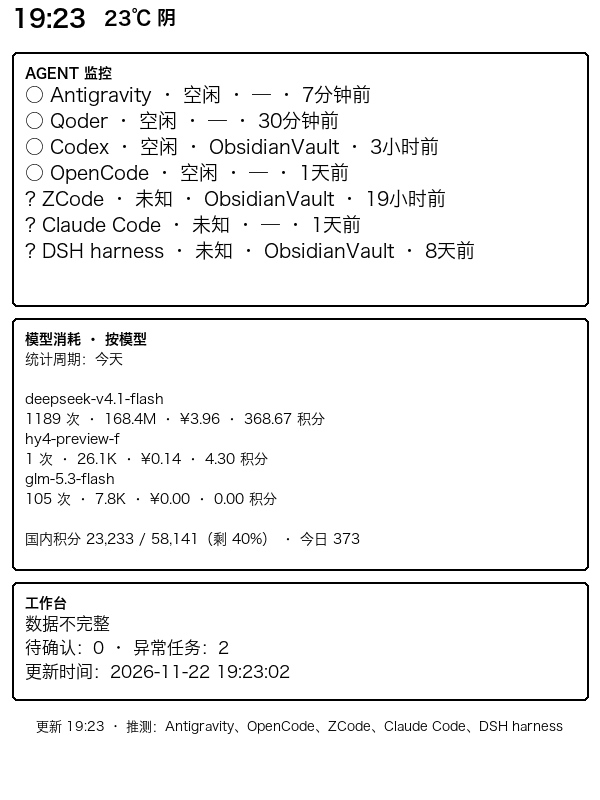 19:23 23℃ 阴
AGENT 监控
○ Antigravity · 空闲 · — · 7分钟前
○ Qoder · 空闲 · — · 30分钟前
○ Codex · 空闲 · ObsidianVault · 3小时前
○ OpenCode · 空闲 · — · 1天前
? ZCode · 未知 · ObsidianVault · 19小时前
? Claude Code · 未知 · — · 1天前
? DSH harness · 未知 · ObsidianVault · 8天前
模型消耗 · 按模型
统计周期：今天
deepseek-v4.1-flash
1189 次 · 168.4M · ¥3.96 · 368.67 积分
hy4-preview-f
1 次 · 26.1K · ¥0.14 · 4.30 积分
glm-5.3-flash
105 次 · 7.8K · ¥0.00 · 0.00 积分
国内积分 23,233 / 58,141（剩 40%） · 今日 373
工作台
数据不完整
待确认：0 · 异常任务：2
更新时间：2026-11-22 19:23:02
更新 19:23 · 推测：Antigravity、OpenCode、ZCode、Claude Code、DSH harness